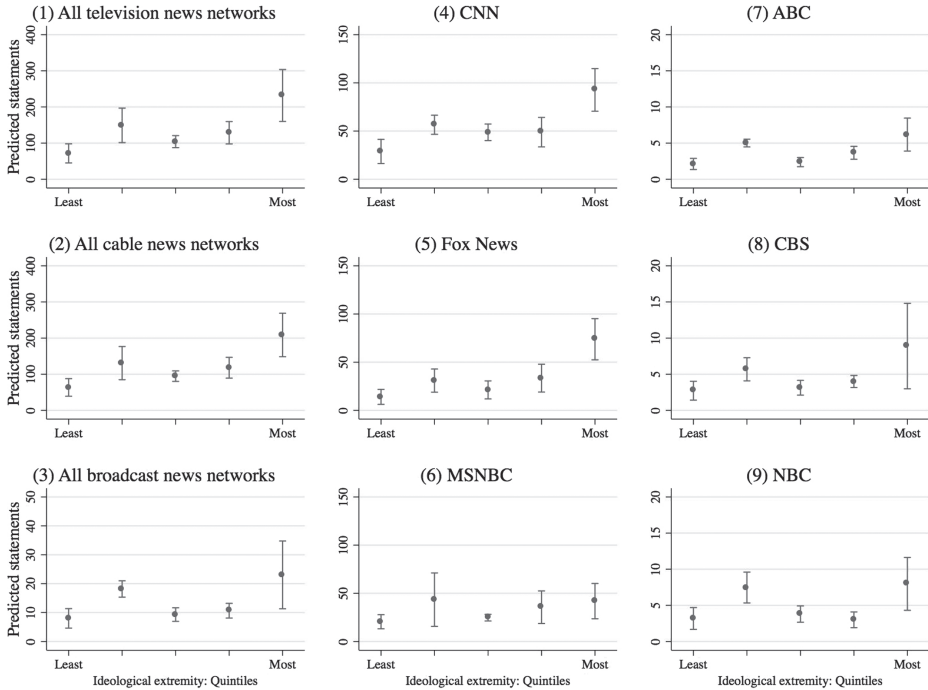 (1) All television news networks
Predicted statements
400
300
200
100
0
Least
Most
(4) CNN
150
100
50
0
Least
Most
(7) ABC
20
15
10
5
0
Least
Most
(2) All cable news networks
Predicted statements
400
300
200
100
0
Least
Most
(5) Fox News
150
100
50
0
Least
Most
(8) CBS
20
15
10
5
0
Least
Most
(3) All broadcast news networks
Predicted statements
50
40
30
20
10
0
Least
Most
Ideological extremity: Quintiles
(6) MSNBC
150
100
50
0
Least
Most
Ideological extremity: Quintiles
(9) NBC
20
15
10
5
0
Least
Most
Ideological extremity: Quintiles